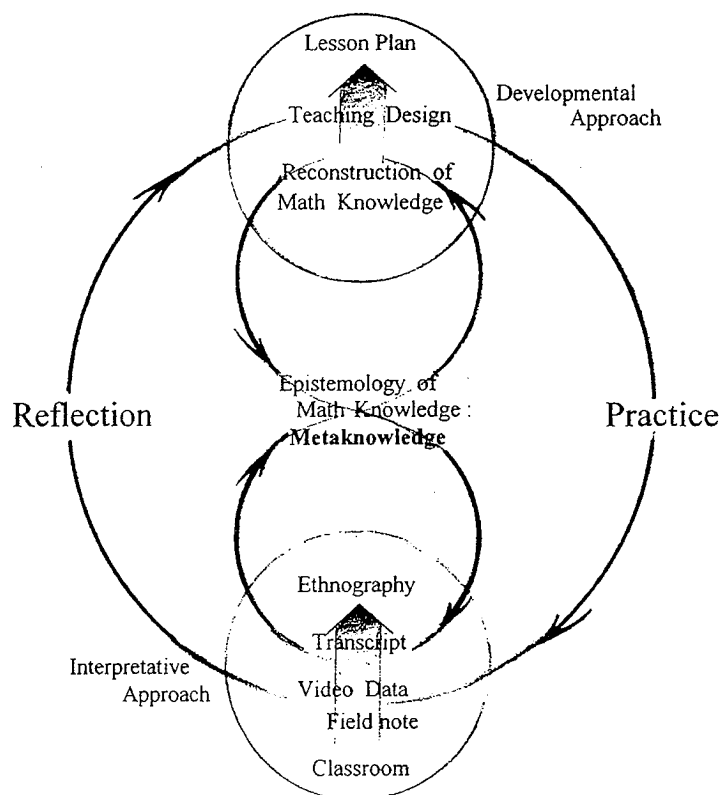 Lesson Plan
Developmental
Approach
Teaching Design
Reconstruction of
Math Knowledge
Epistemology of
Math Knowledge :
Metaknowledge
Reflection
Practice
Ethnography
Transcript
Interpretative
Approach
Video Data
Field note
Classroom